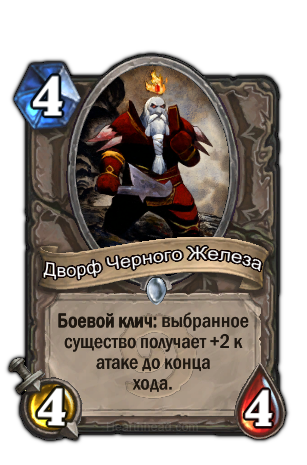 4
Дворф Черного Железа
Боевой клич: выбранное
существо получает +2 к
атаке до конца
хода.
4
4